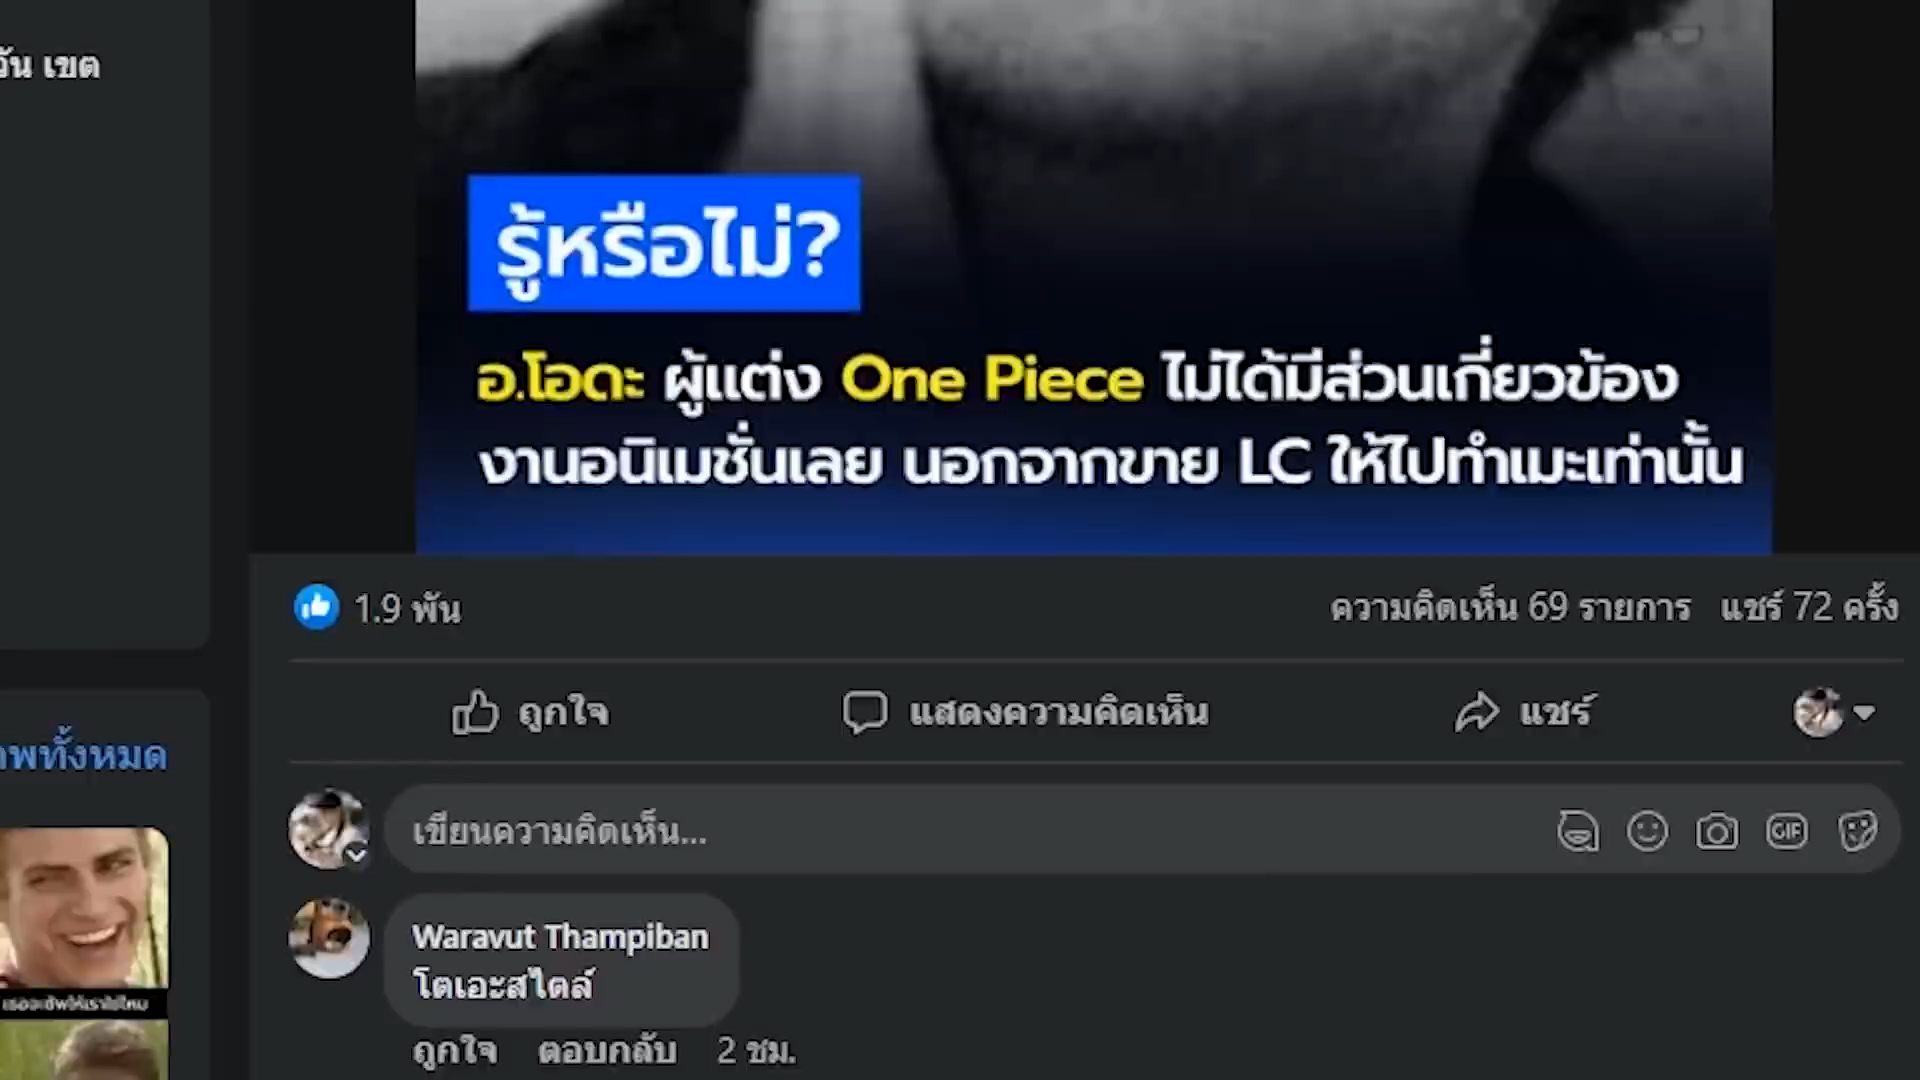 วัน เขต
รู้หรือไม่?
อ.โอดะ ผู้แต่ง One Piece ไม่ได้มีส่วนเกี่ยวข้อง
งานอนิเมชั่นเลย นอกจากขาย LC ให้ไปทำเมะเท่านั้น
1.9 พัน
ความคิดเห็น 69 รายการ แชร์ 72 ครั้ง
ถูกใจ
แสดงความคิดเห็น
แชร์
าพทั้งหมด
เขียนความคิดเห็น...
GIF
Waravut Thampiban
โตเอะสไตล์
ถูกใจ ตอบกลับ 2 ชม.